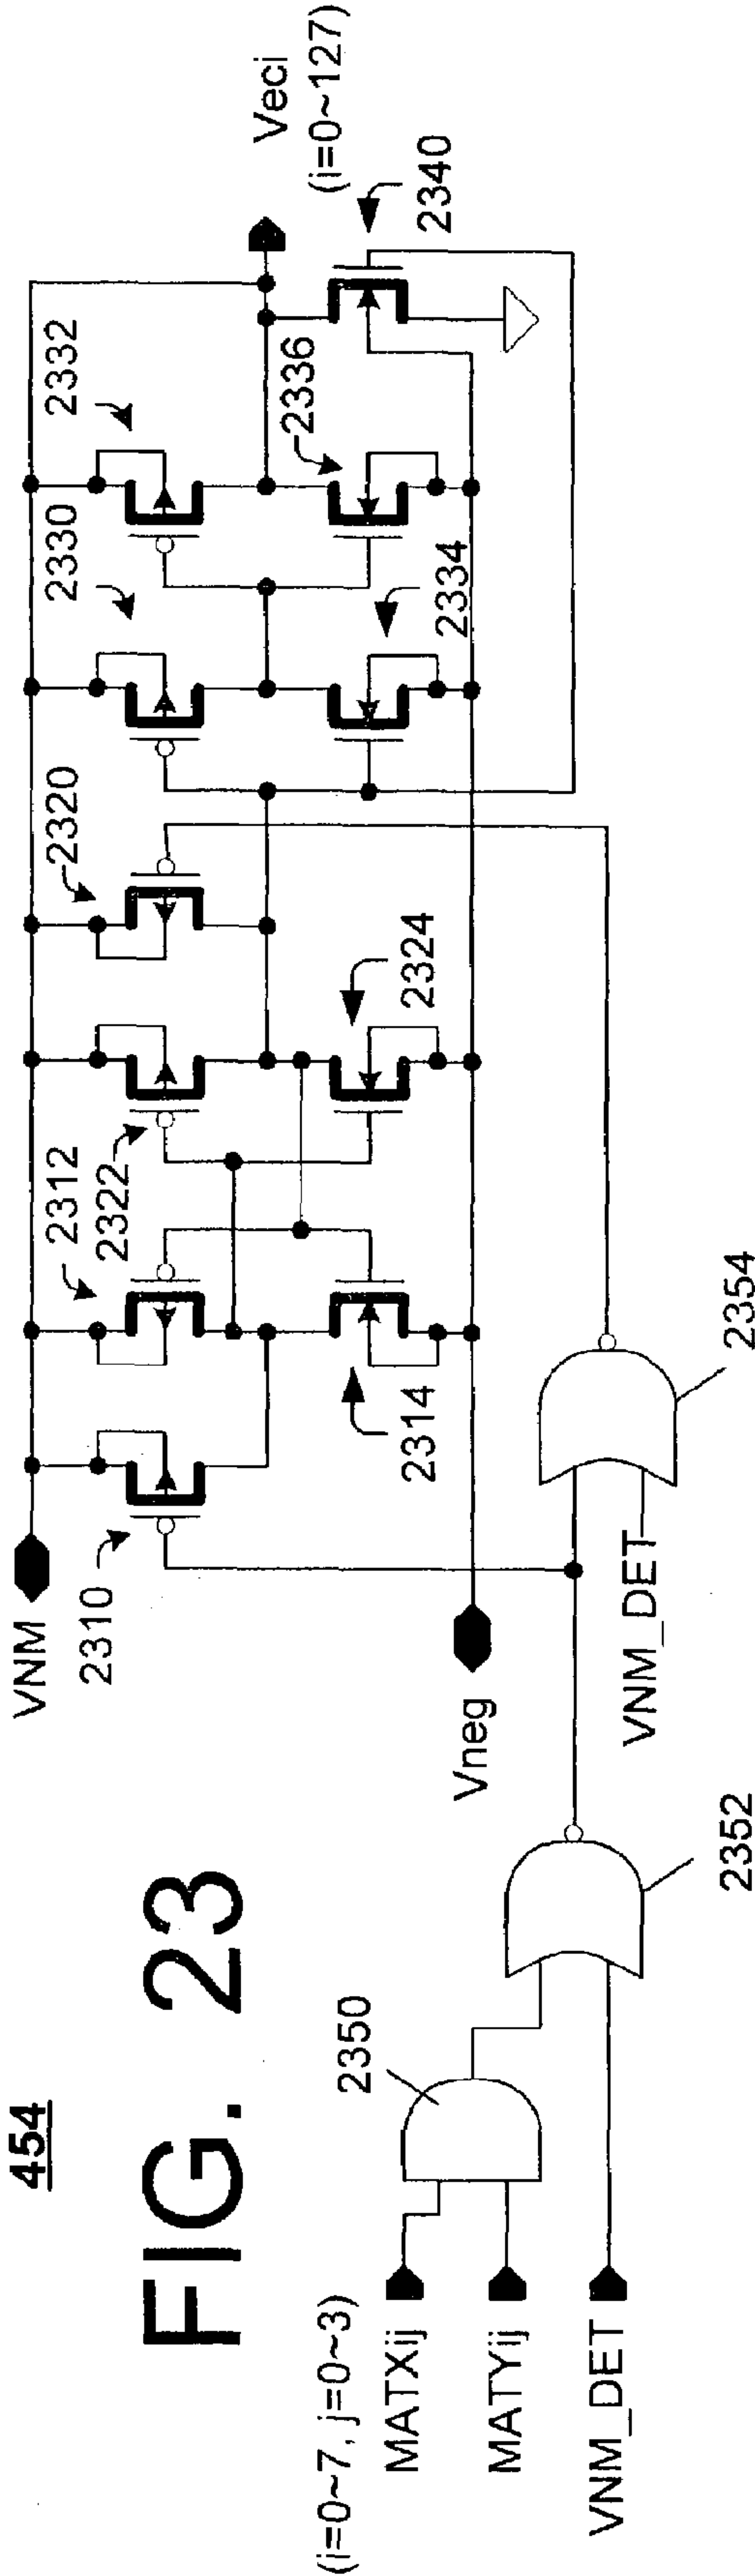 454
FIG. 23
VNM
Vneg
2310
2312
2314
2322
2320
2324
2330
2332
2334
2336
2340
Veci
(i=0~127)
(i=0~7, j=0~3)
MATXij
MATYij
VNM_DET
2350
2352
VNM_DET
2354